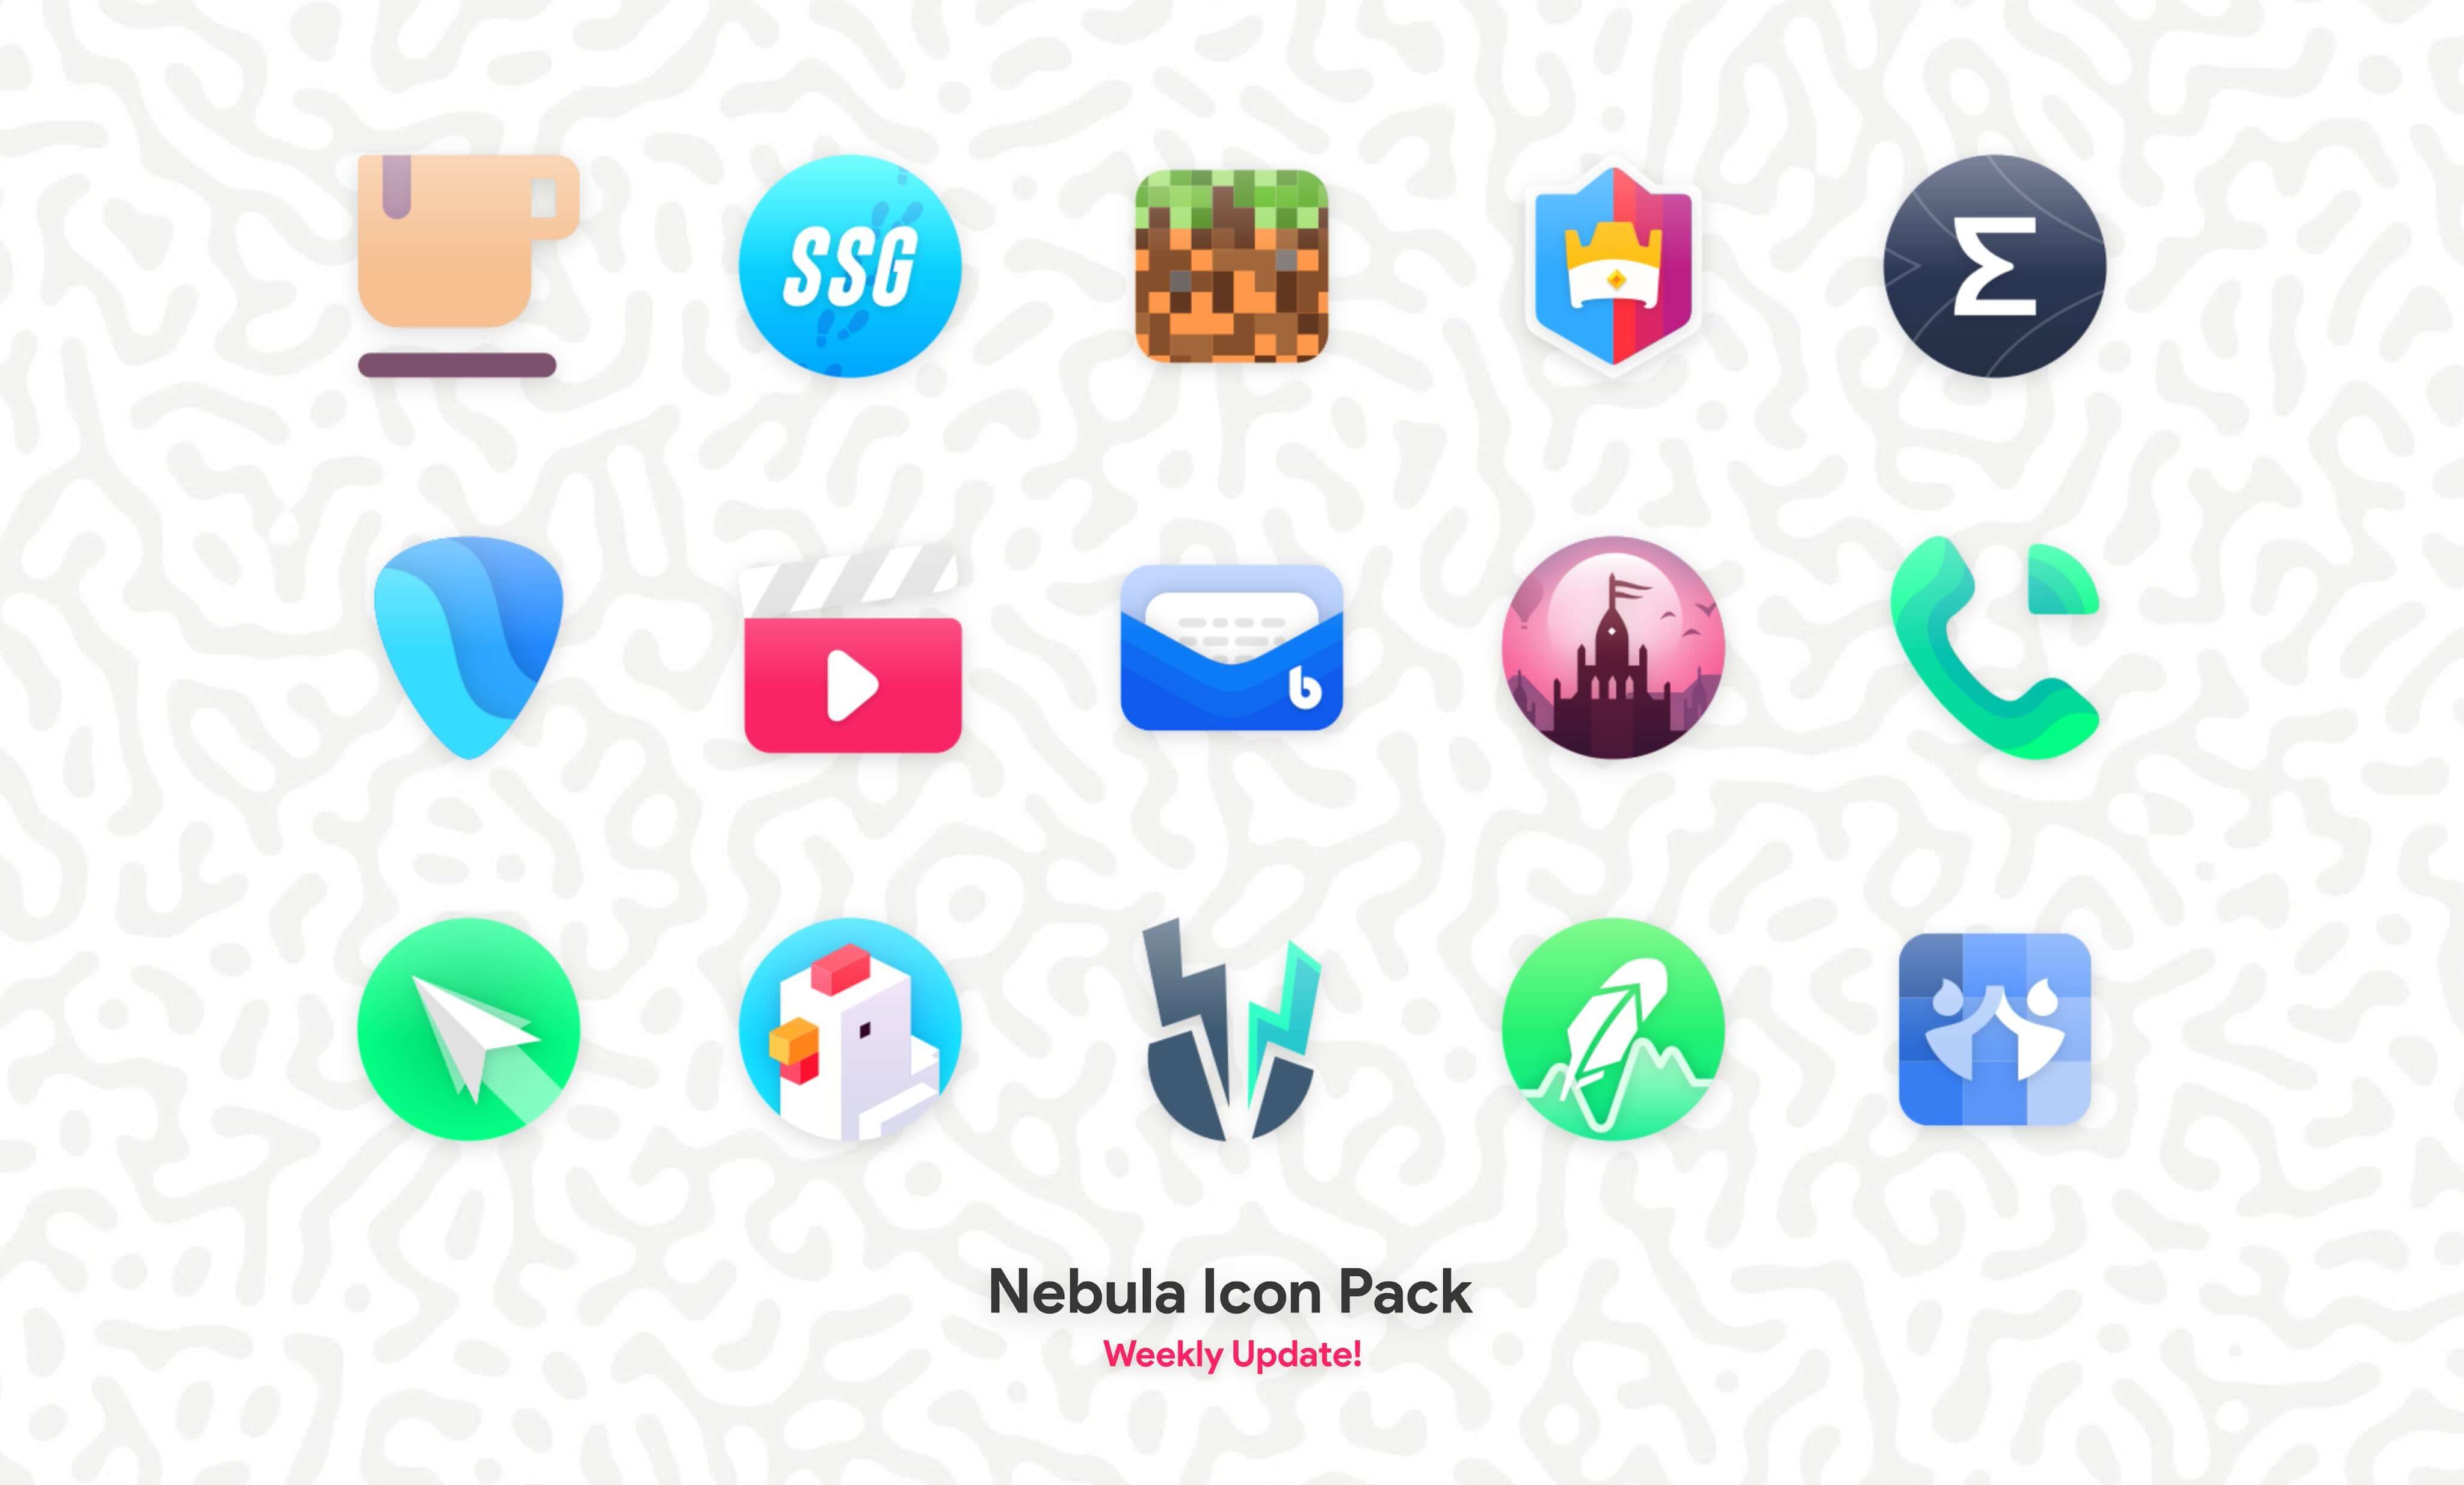 SSG
Σ
b
Nebula Icon Pack
Weekly Update!